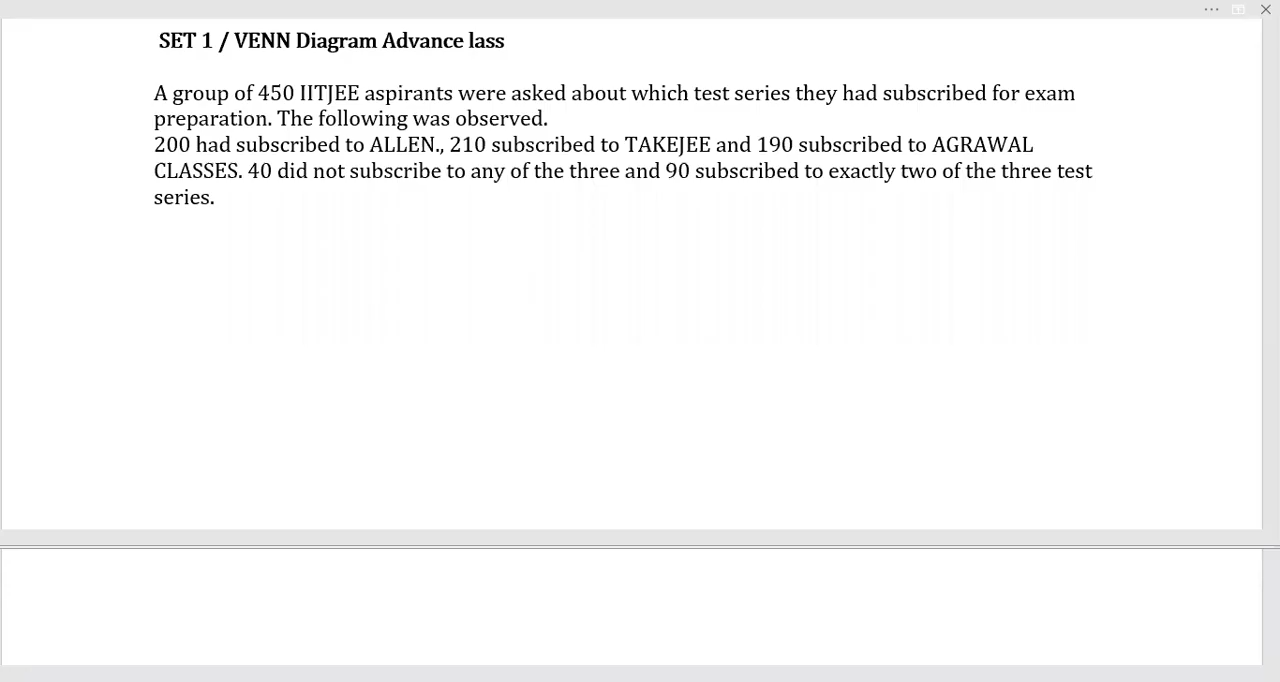 SET 1 / VENN Diagram Advance lass
A group of 450 IITJEE aspirants were asked about which test series they had subscribed for exam
preparation. The following was observed.
200 had subscribed to ALLEN., 210 subscribed to TAKEJEE and 190 subscribed to AGRAWAL
CLASSES. 40 did not subscribe to any of the three and 90 subscribed to exactly two of the three test
series.